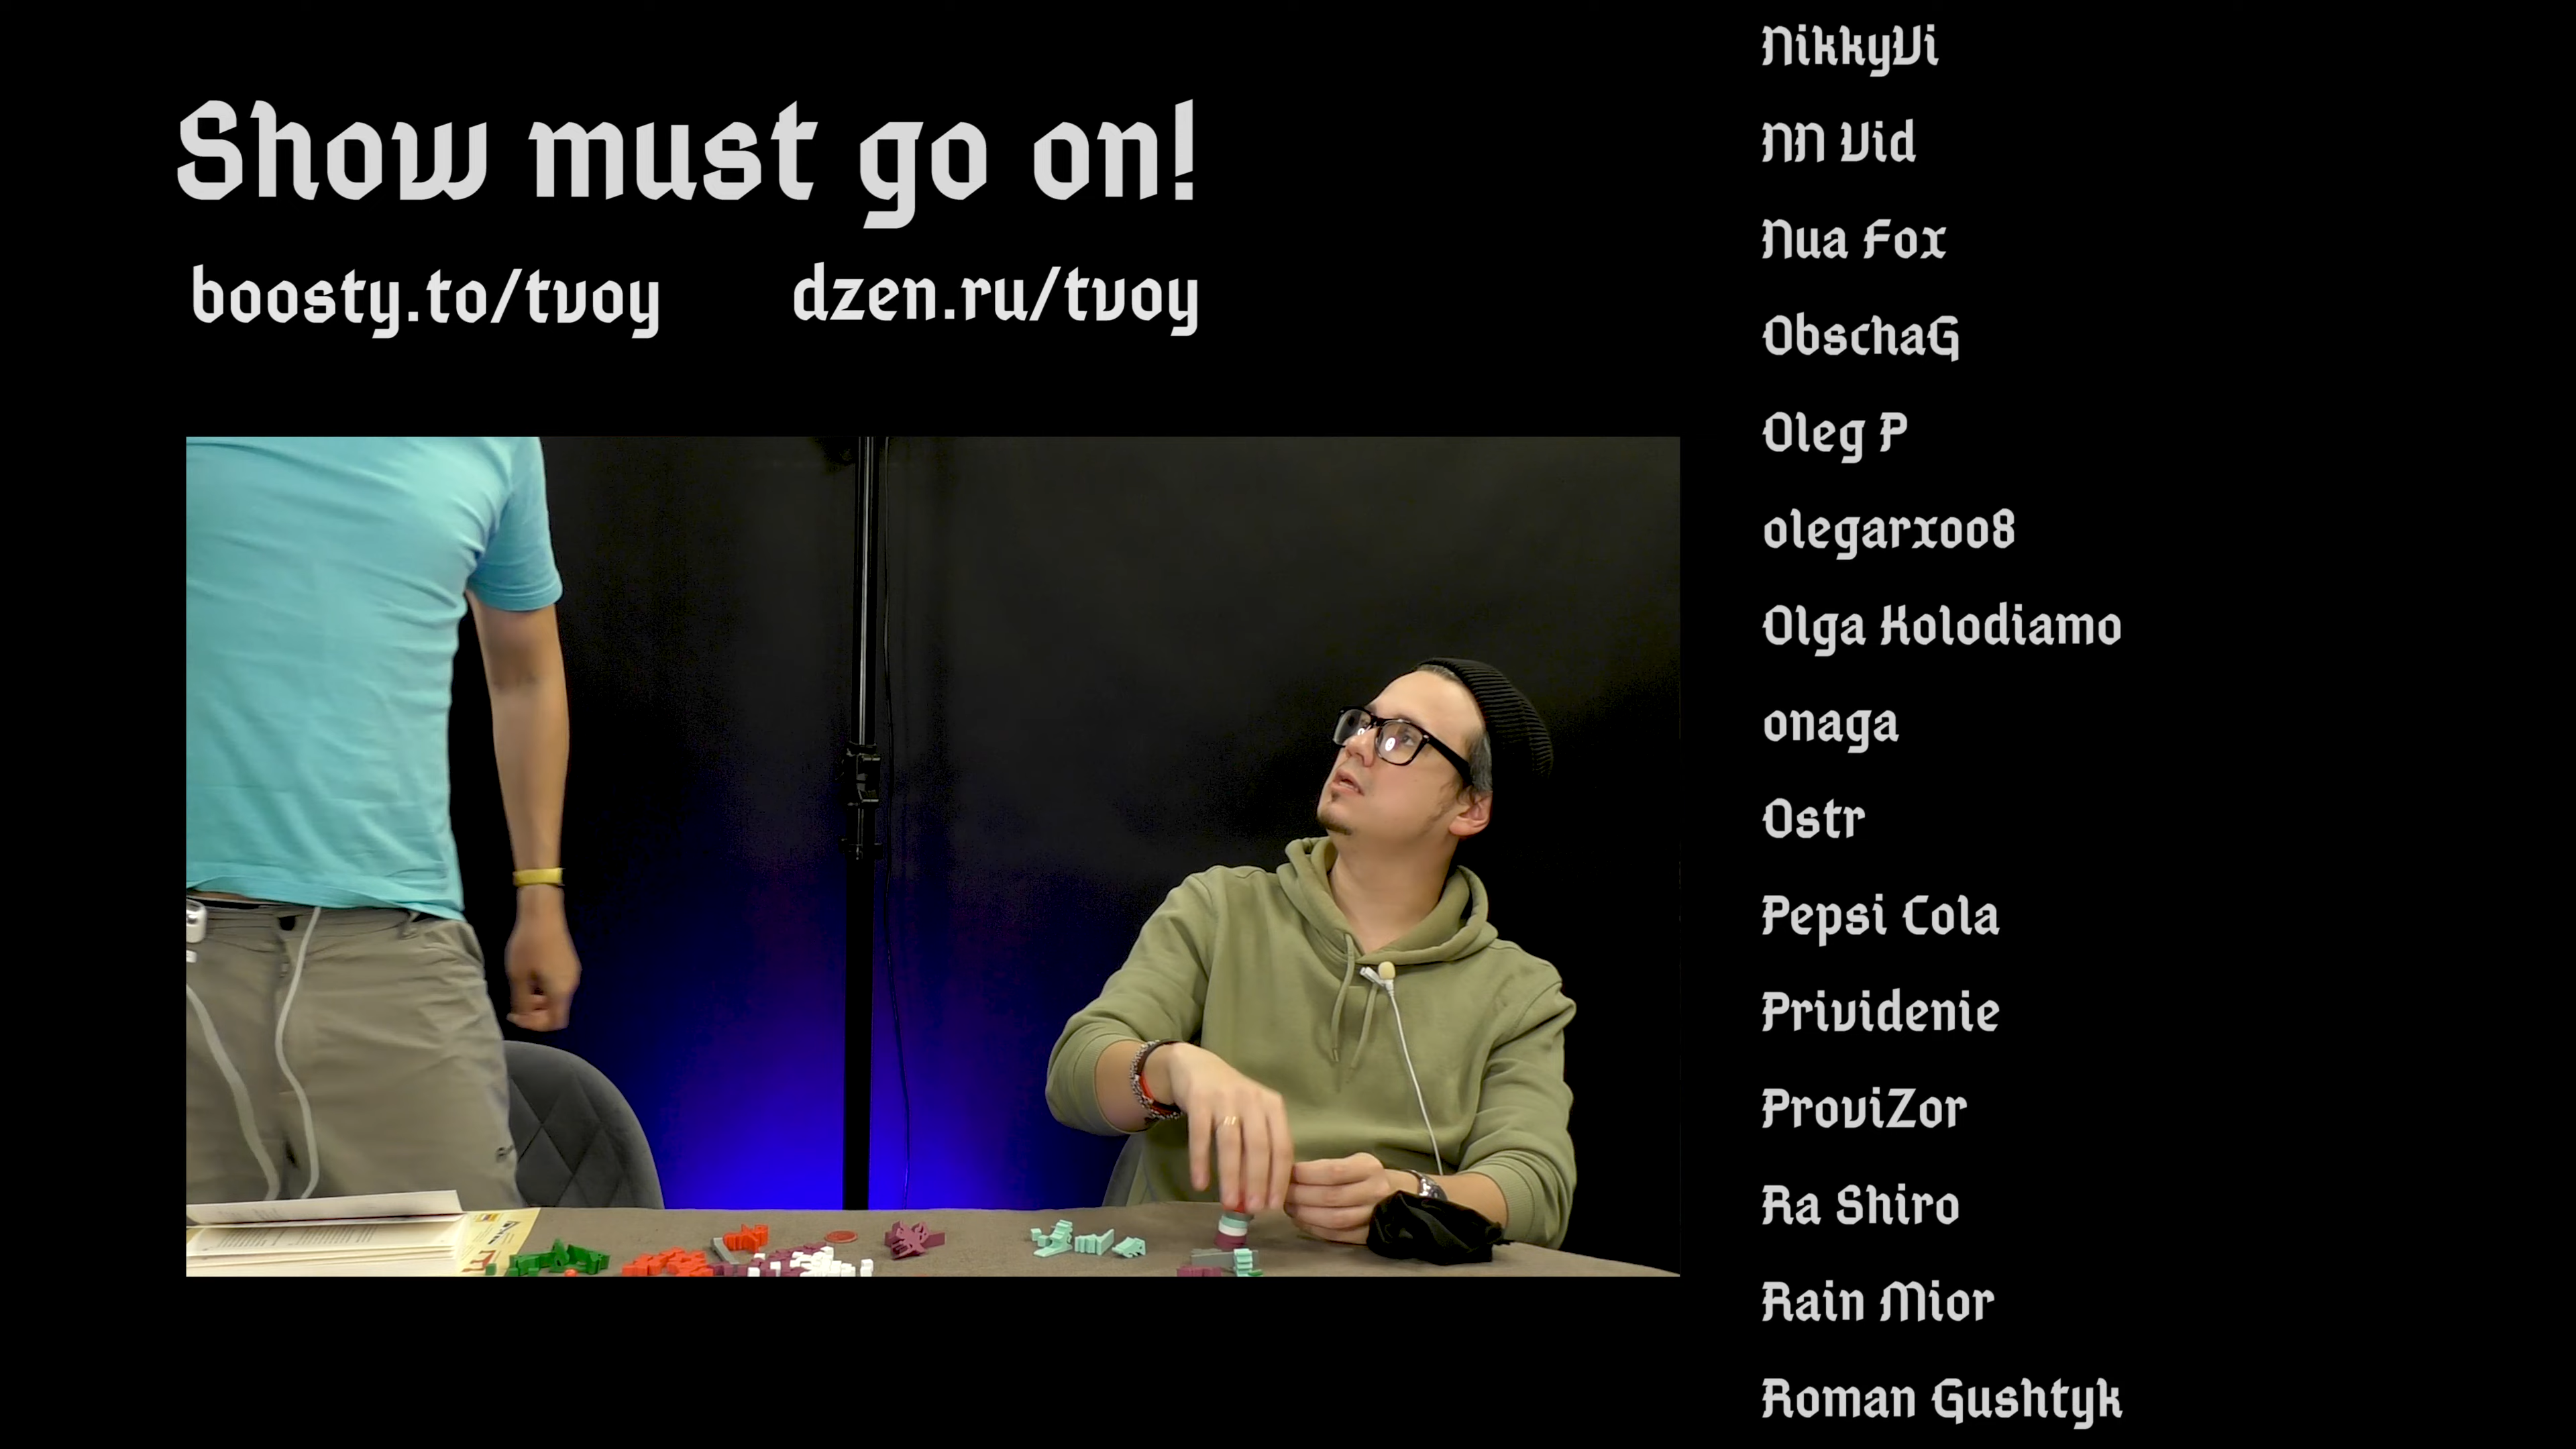 Show must go on!
boosty.to/tvoy
dzen.ru/tvoy
NikkyVi
NN Vid
Nua Fox
ObschaG
Oleg P
olegarx008
Olga Kolodiamo
onaga
Ostr
Pepsi Cola
Prividenie
ProviZor
Ra Shiro
Rain Mior
Roman Gushtyk